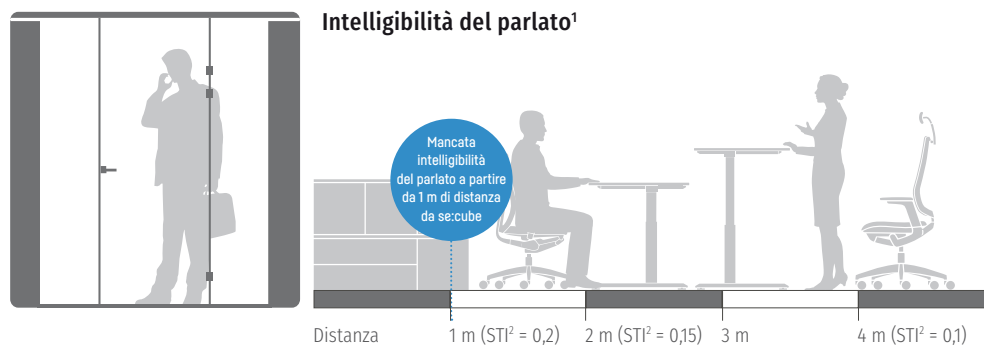 Intelligibilità del parlato¹
Mancata
intelligibilità
del parlato a partire
da 1 m di distanza
da se:cube
Distanza 1 m (STI² = 0,2) 2 m (STI² = 0,15) 3 m 4 m (STI² = 0,1)